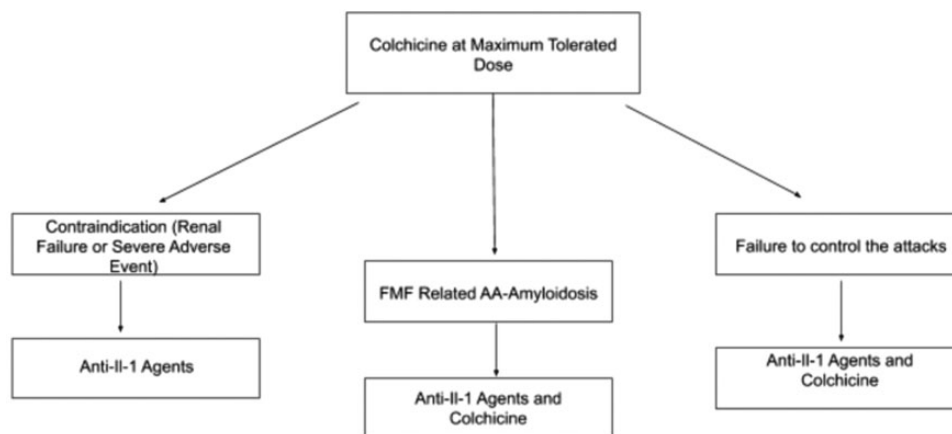 Colchicine at Maximum Tolerated
Dose
Contraindication (Renal
Failure or Severe Adverse
Event)
Failure to control the attacks
FMF Related AA-Amyloidosis
Anti-Il-1 Agents
Anti-Il-1 Agents and
Colchicine
Anti-Il-1 Agents and
Colchicine